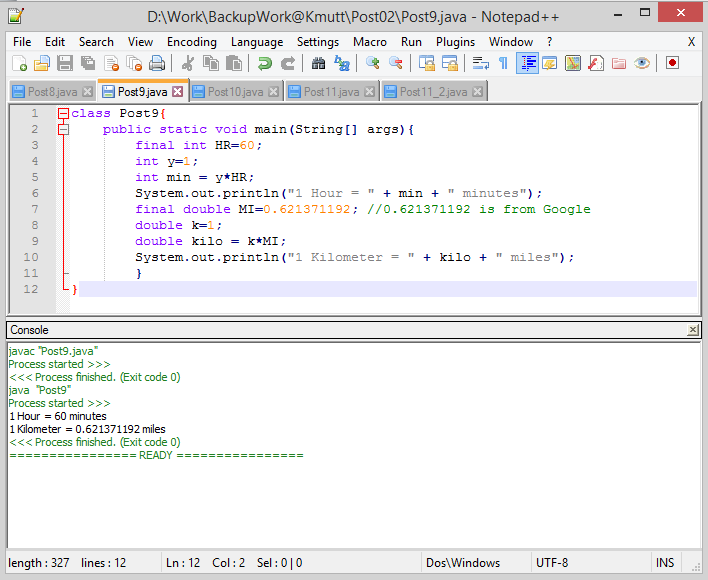 D:\Work\BackupWork@Kmutt\Post02\Post9.java - Notepad++
File Edit Search View Encoding Language Settings Macro Run Plugins Window ? X
Post8.java Post9.java Post10.java Post11.java Post11_2.java
1 class Post9{
2 public static void main(String[] args){
3 final int HR=60;
4 int y=1;
5 int min = y*HR;
6 System.out.println("1 Hour = " + min + " minutes");
7 final double MI=0.621371192; //0.621371192 is from Google
8 double k=1;
9 double kilo = k*MI;
10 System.out.println("1 Kilometer = " + kilo + " miles");
11 }
12 }
Console
javac "Post9.java"
Process started >>>
<<< Process finished. (Exit code 0)
java "Post9"
Process started >>>
1 Hour = 60 minutes
1 Kilometer = 0.621371192 miles
<<< Process finished. (Exit code 0)
================ READY ================
length : 327 lines : 12 Ln : 12 Col : 2 Sel : 0 | 0 Dos\Windows UTF-8 INS